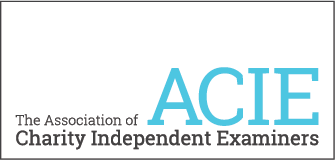 The Association of ACIE
Charity Independent Examiners